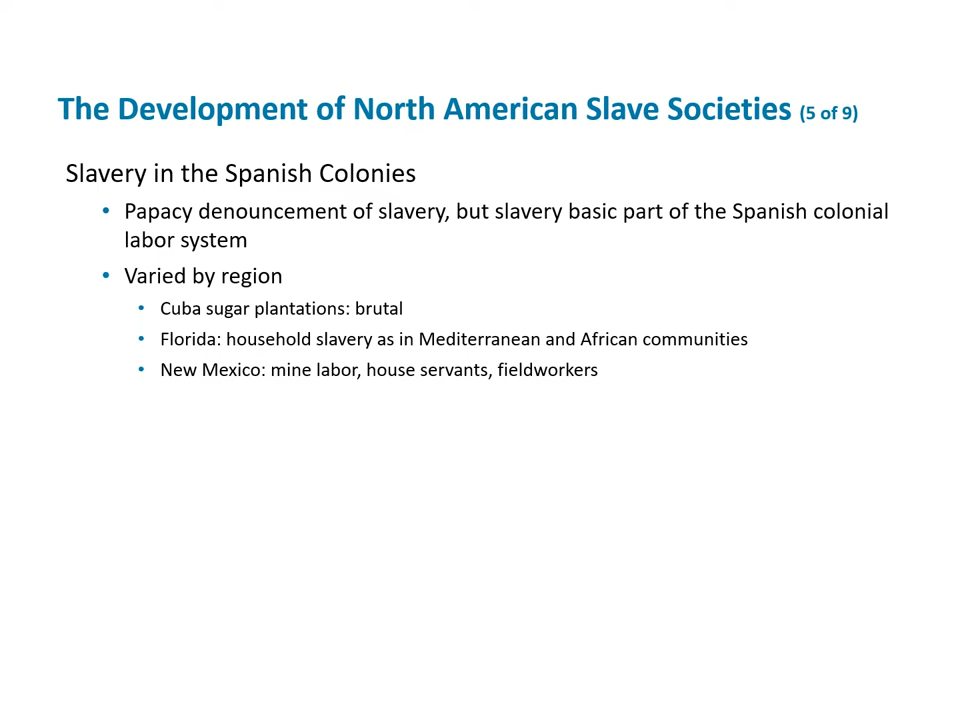 The Development of North American Slave Societies (5 of 9)
Slavery in the Spanish Colonies
• Papacy denouncement of slavery, but slavery basic part of the Spanish colonial
labor system
• Varied by region
• Cuba sugar plantations: brutal
• Florida: household slavery as in Mediterranean and African communities
• New Mexico: mine labor, house servants, fieldworkers